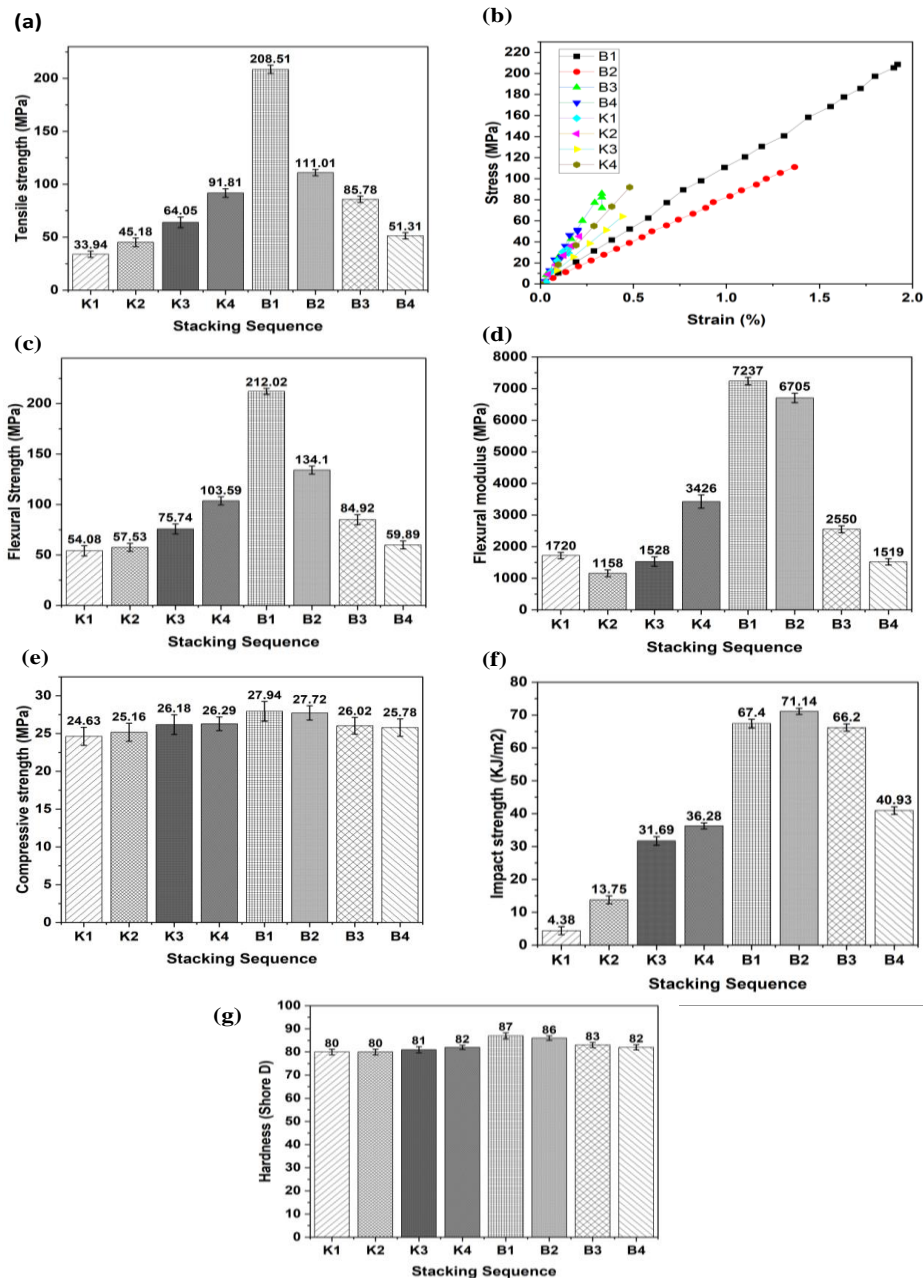 (a)
Tensile strength (MPa)
200
150
100
50
0
33.94
45.18
64.05
91.81
208.51
111.01
85.78
51.31
K1 K2 K3 K4 B1 B2 B3 B4
Stacking Sequence
(b)
Stress (MPa)
220
200
180
160
140
120
100
80
60
40
20
0
B1
B2
B3
B4
K1
K2
K3
K4
0.0 0.5 1.0 1.5 2.0
Strain (%)
(c)
Flexural Strength (MPa)
200
150
100
50
0
54.08
57.53
75.74
103.59
212.02
134.1
84.92
59.89
K1 K2 K3 K4 B1 B2 B3 B4
Stacking Sequence
(d)
Flexural modulus (MPa)
8000
7000
6000
5000
4000
3000
2000
1000
0
1720
1158
1528
3426
7237
6705
2550
1519
K1 K2 K3 K4 B1 B2 B3 B4
Stacking Sequence
(e)
Compressive strength (MPa)
30
25
20
15
10
5
0
24.63
25.16
26.18
26.29
27.94
27.72
26.02
25.78
K1 K2 K3 K4 B1 B2 B3 B4
Stacking Sequence
(f)
Impact strength (KJ/m2)
80
70
60
50
40
30
20
10
0
4.38
13.75
31.69
36.28
67.4
71.14
66.2
40.93
K1 K2 K3 K4 B1 B2 B3 B4
Stacking Sequence
(g)
Hardness (Shore D)
100
90
80
70
60
50
40
30
20
10
0
80
80
81
82
87
86
83
82
K1 K2 K3 K4 B1 B2 B3 B4
Stacking Sequence